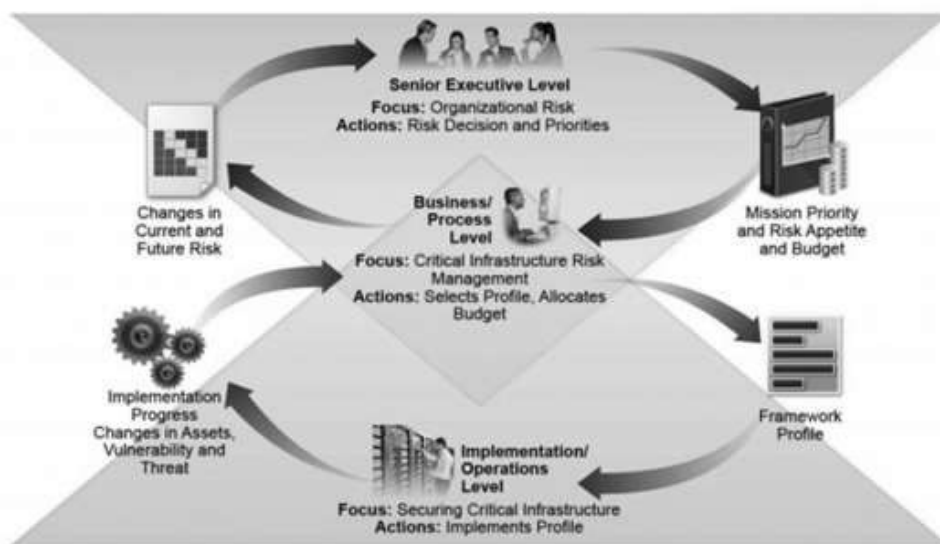 Senior Executive Level
Focus: Organizational Risk
Actions: Risk Decision and Priorities
Changes in
Current and
Future Risk
Mission Priority
and Risk Appetite
and Budget
Business/
Process
Level
Focus: Critical Infrastructure Risk
Management
Actions: Selects Profile, Allocates
Budget
Implementation
Progress
Changes in Assets,
Vulnerability and
Threat
Framework
Profile
Implementation/
Operations
Level
Focus: Securing Critical Infrastructure
Actions: Implements Profile